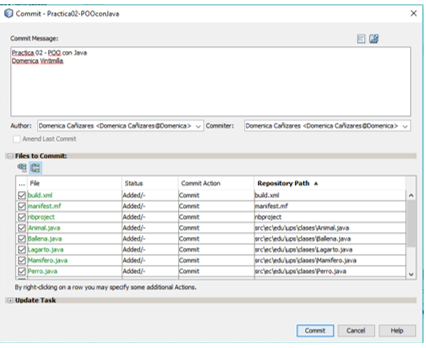 Commit - Practica02-POOconJava
Commit Message:
Practica 02 - POO con Java
Domenica Vintimilla
Author: Domenica Cañizares <Domenica Cañizares@Domenica> Commiter: Domenica Cañizares <Domenica Cañizares@Domenica>
Amend Last Commit
Files to Commit:
... File Status Commit Action Repository Path
build.xml Added/- Commit build.xml
manifest.mf Added/- Commit manifest.mf
nbproject Added/- Commit nbproject
Animal.java Added/- Commit src\ec\edu\ups\clases\Animal.java
Ballena.java Added/- Commit src\ec\edu\ups\clases\Ballena.java
Lagarto.java Added/- Commit src\ec\edu\ups\clases\Lagarto.java
Mamifero.java Added/- Commit src\ec\edu\ups\clases\Mamifero.java
Perro.java Added/- Commit src\ec\edu\ups\clases\Perro.java
By right-clicking on a row you may specify some additional Actions.
Update Task
Commit Cancel Help